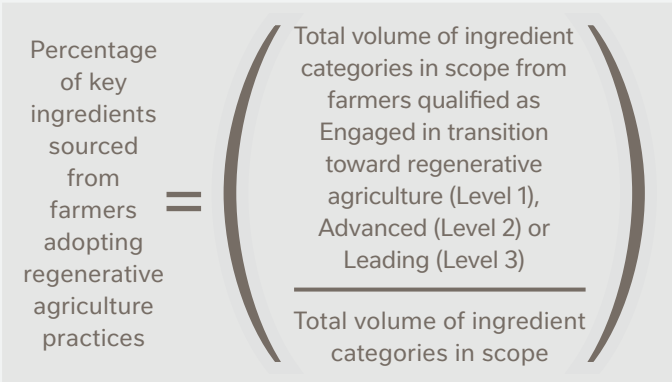 Percentage
of key
ingredients
sourced
from
farmers
adopting
regenerative
agriculture
practices
=
Total volume of ingredient
categories in scope from
farmers qualified as
Engaged in transition
toward regenerative
agriculture (Level 1),
Advanced (Level 2) or
Leading (Level 3)
Total volume of ingredient
categories in scope